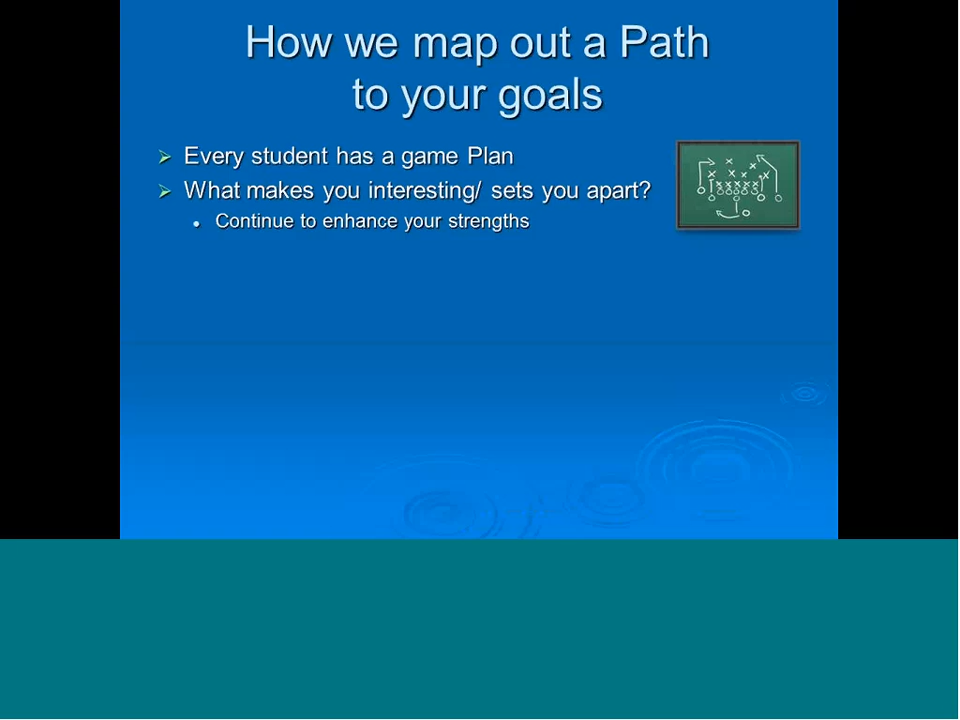 How we map out a Path
to your goals
Every student has a game Plan
What makes you interesting/ sets you apart?
Continue to enhance your strengths